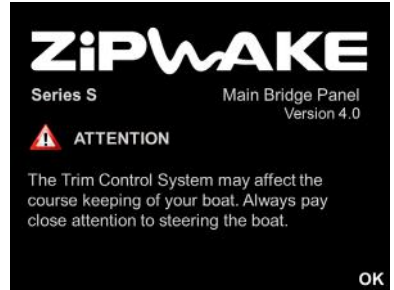 ZiPWAKE
Series S
Main Bridge Panel
Version 4.0
ATTENTION
The Trim Control System may affect the
course keeping of your boat. Always pay
close attention to steering the boat.
OK